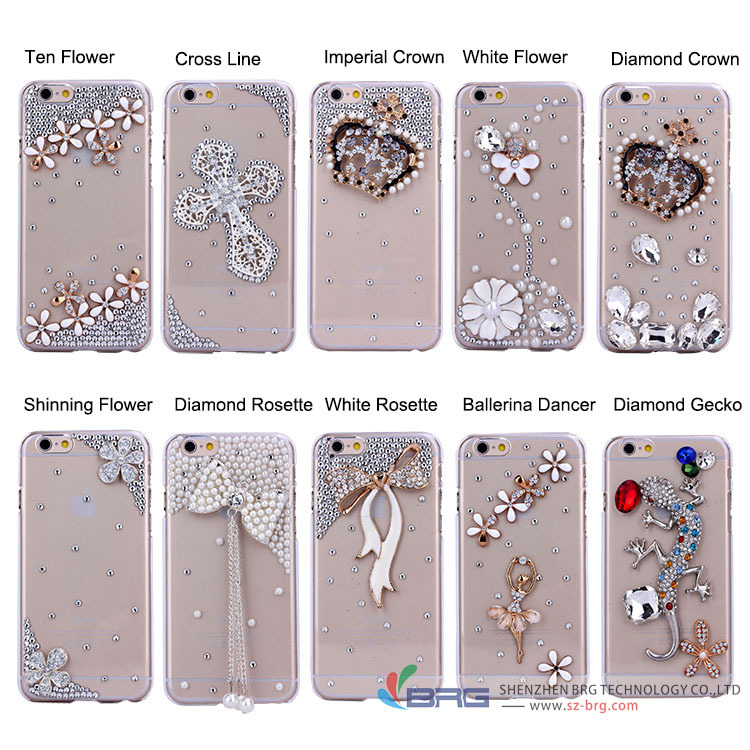 Ten Flower
Cross Line
Imperial Crown
White Flower
Diamond Crown
Shinning Flower
Diamond Rosette
White Rosette
Ballerina Dancer
Diamond Gecko
BRG
SHENZHEN BRG TECHNOLOGY CO.,LTD
www.sz-brg.com